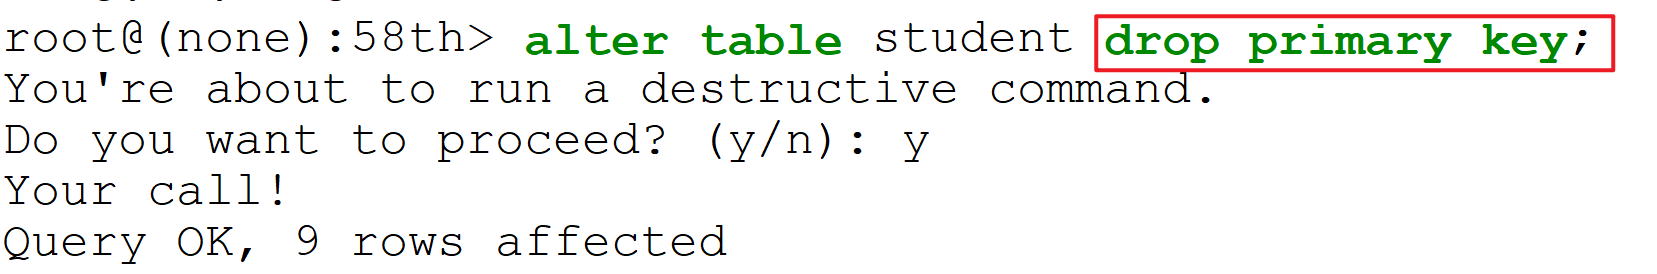 root@(none):58th> alter table student drop primary key;
You're about to run a destructive command.
Do you want to proceed? (y/n): y
Your call!
Query OK, 9 rows affected